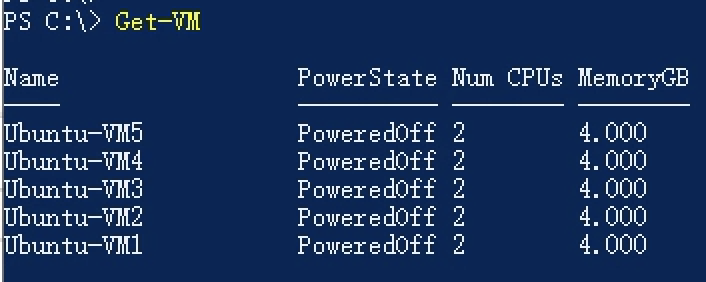 PS C:\> Get-VM
Name PowerState Num CPUs MemoryGB
Ubuntu-VM5 PoweredOff 2 4.000
Ubuntu-VM4 PoweredOff 2 4.000
Ubuntu-VM3 PoweredOff 2 4.000
Ubuntu-VM2 PoweredOff 2 4.000
Ubuntu-VM1 PoweredOff 2 4.000